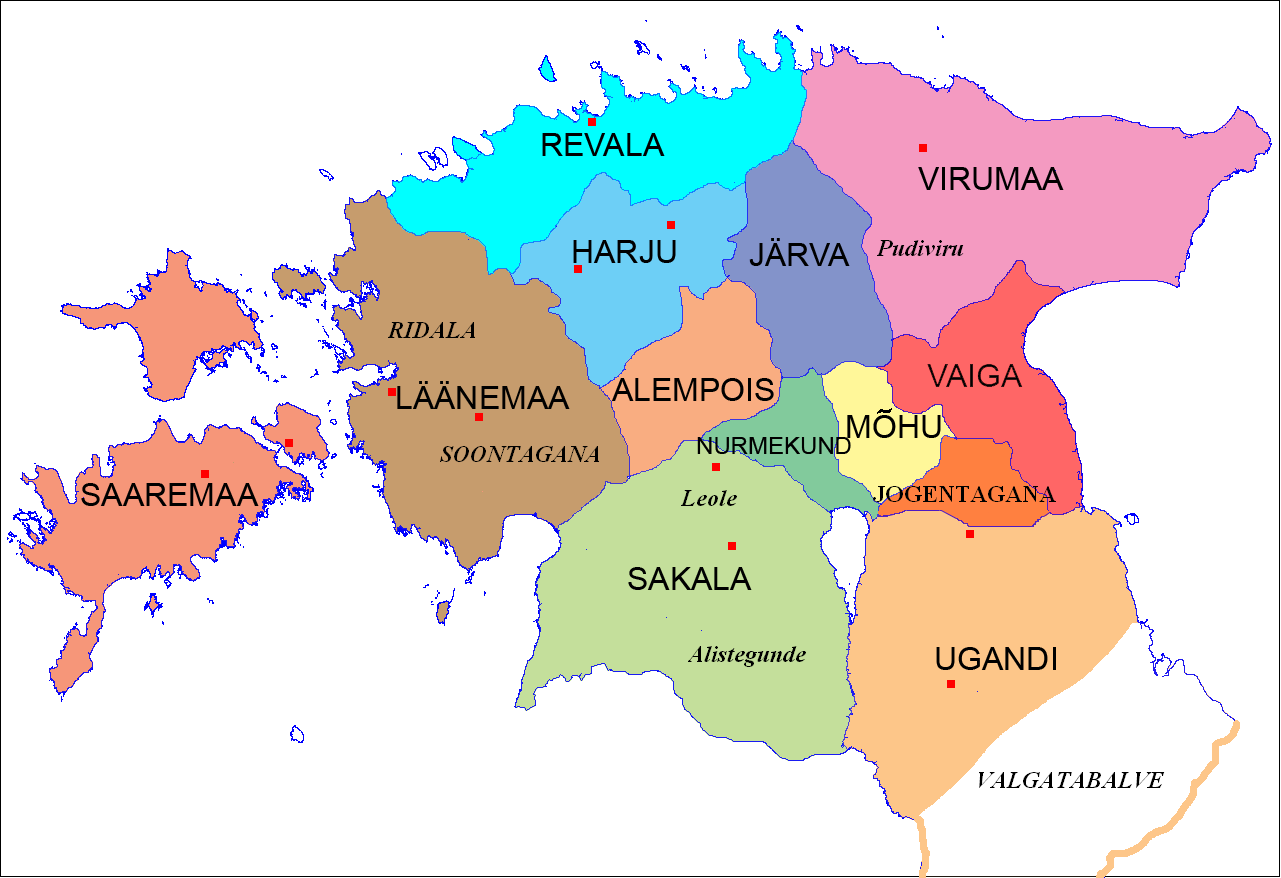 REVALA
VIRUMAA
HARJU
JÄRVA
Pudiviru
RIDALA
LÄÄNEMAA
ALEMPOIS
VAIGA
MÕHU
NURMEKUND
SOONTAGANA
SAAREMAA
Leole
JOGENTAGANA
SAKALA
Alistegunde
UGANDI
VALGATABALVE